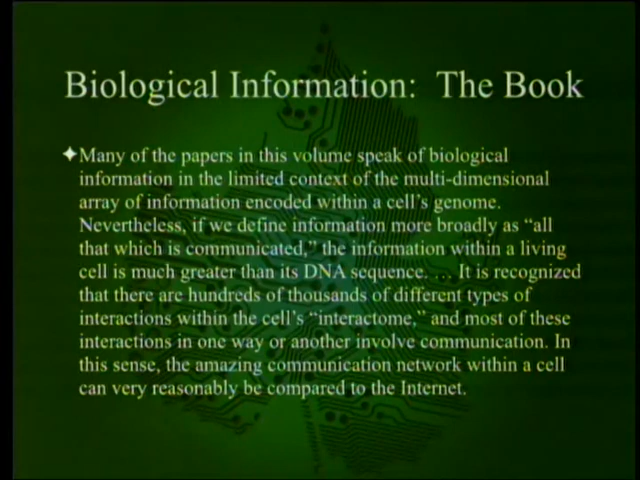 Biological Information: The Book
✦Many of the papers in this volume speak of biological
information in the limited context of the multi-dimensional
array of information encoded within a cell's genome.
Nevertheless, if we define information more broadly as “all
that which is communicated,” the information within a living
cell is much greater than its DNA sequence. … It is recognized
that there are hundreds of thousands of different types of
interactions within the cell's “interactome,” and most of these
interactions in one way or another involve communication. In
this sense, the amazing communication network within a cell
can very reasonably be compared to the Internet.